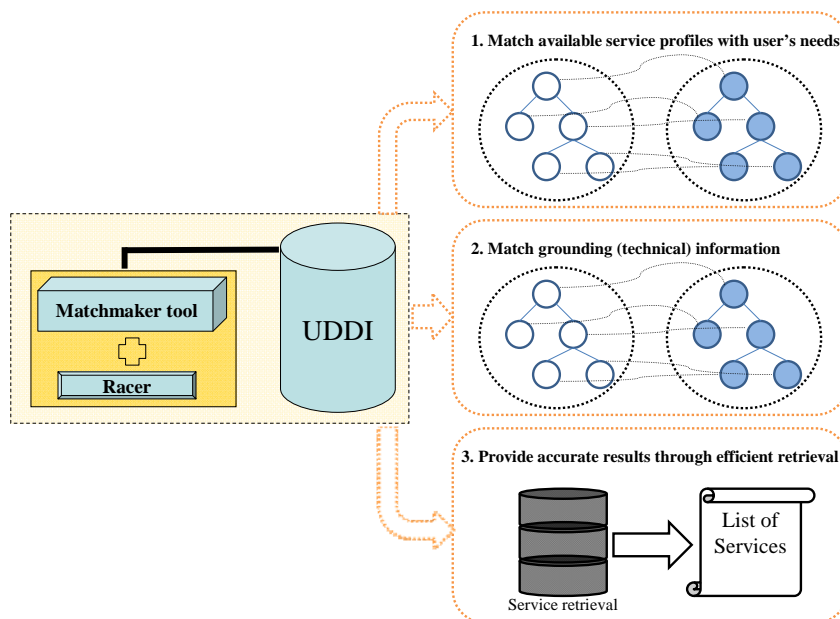 1. Match available service profiles with user's needs
Matchmaker tool
Racer
UDDI
2. Match grounding (technical) information
3. Provide accurate results through efficient retrieval
List of
Services
Service retrieval